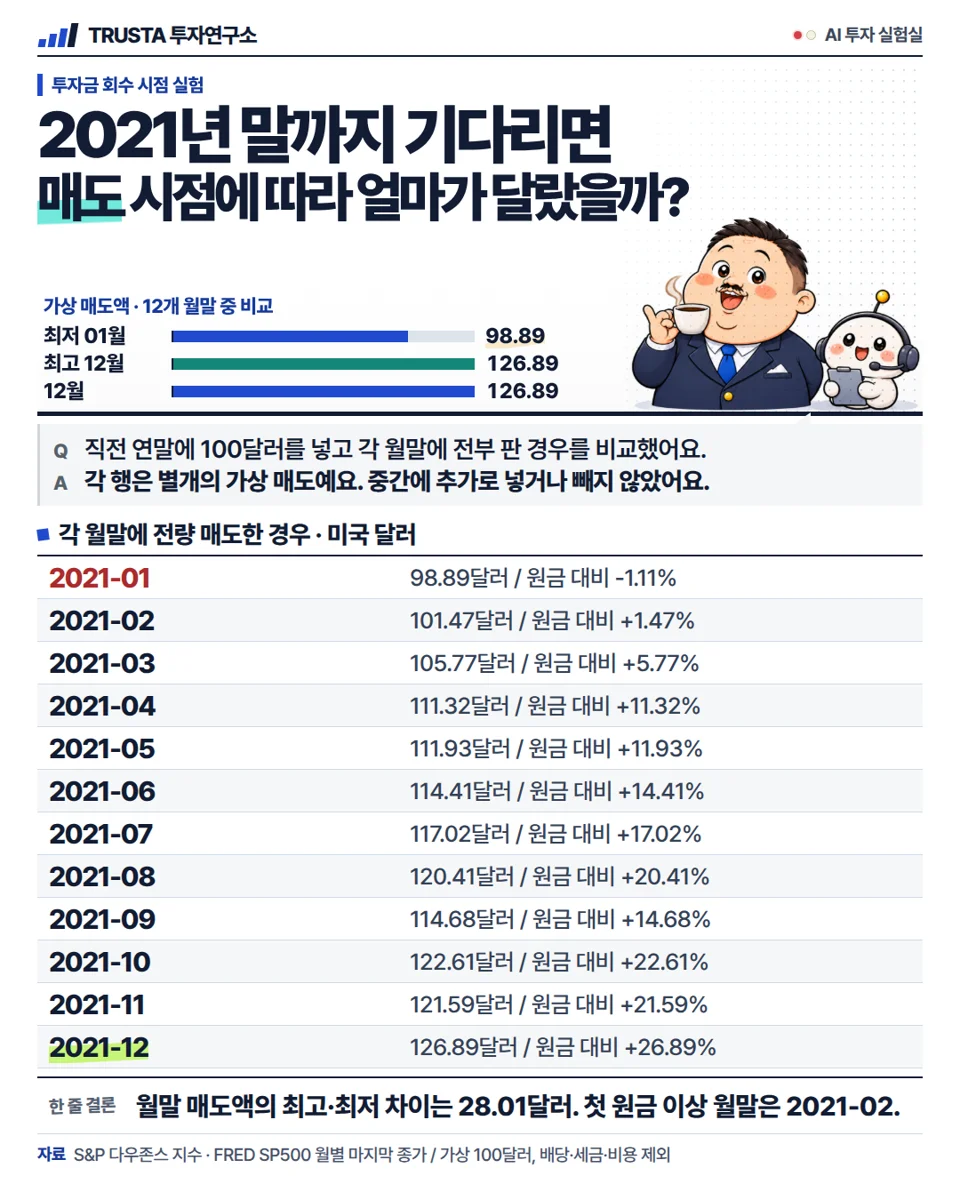 TRUSTA 투자연구소
AI 투자 실험실
투자금 회수 시점 실험
2021년 말까지 기다리면
매도 시점에 따라 얼마가 달랐을까?
가상 매도액 · 12개 월말 중 비교
최저 01월 98.89
최고 12월 126.89
12월 126.89
Q 직전 연말에 100달러를 넣고 각 월말에 전부 판 경우를 비교했어요.
A 각 행은 별개의 가상 매도예요. 중간에 추가로 넣거나 빼지 않았어요.
각 월말에 전량 매도한 경우 · 미국 달러
2021-01 98.89달러 / 원금 대비 -1.11%
2021-02 101.47달러 / 원금 대비 +1.47%
2021-03 105.77달러 / 원금 대비 +5.77%
2021-04 111.32달러 / 원금 대비 +11.32%
2021-05 111.93달러 / 원금 대비 +11.93%
2021-06 114.41달러 / 원금 대비 +14.41%
2021-07 117.02달러 / 원금 대비 +17.02%
2021-08 120.41달러 / 원금 대비 +20.41%
2021-09 114.68달러 / 원금 대비 +14.68%
2021-10 122.61달러 / 원금 대비 +22.61%
2021-11 121.59달러 / 원금 대비 +21.59%
2021-12 126.89달러 / 원금 대비 +26.89%
한 줄 결론 월말 매도액의 최고·최저 차이는 28.01달러. 첫 원금 이상 월말은 2021-02.
자료 S&P 다우존스 지수 · FRED SP500 월별 마지막 종가 / 가상 100달러, 배당·세금·비용 제외